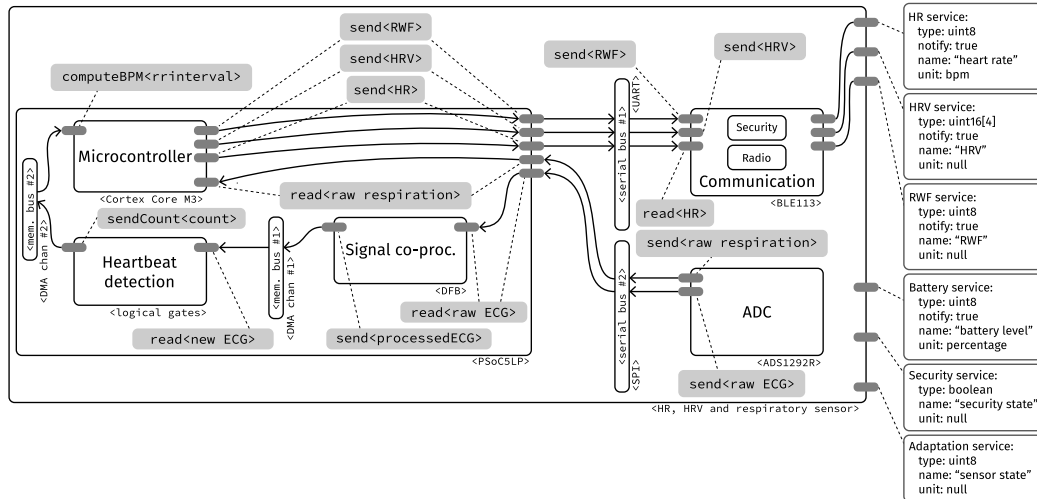 send<RWF>
send<HRV>
send<HR>
computeBPM<rrinterval>
Microcontroller
<Cortex Core M3>
read<raw respiration>
sendCount<count>
<mem. bus #2>
<DMA chan #2>
Heartbeat
detection
<logical gates>
read<new ECG>
<mem. bus #1>
<DMA chan #1>
Signal co-proc.
<DFB>
read<raw ECG>
send<processedECG>
<PSoC5LP>
send<RWF>
send<HRV>
<serial bus #1>
<UART>
Security
Radio
Communication
<BLE113>
read<HR>
send<raw respiration>
<serial bus #2>
<SPI>
ADC
<ADS1292R>
send<raw ECG>
<HR, HRV and respiratory sensor>
HR service:
type: uint8
notify: true
name: “heart rate”
unit: bpm
HRV service:
type: uint16[4]
notify: true
name: “HRV”
unit: null
RWF service:
type: uint8
notify: true
name: “RWF”
unit: null
Battery service:
type: uint8
notify: true
name: “battery level”
unit: percentage
Security service:
type: boolean
name: “security state”
unit: null
Adaptation service:
type: uint8
name: “sensor state”
unit: null